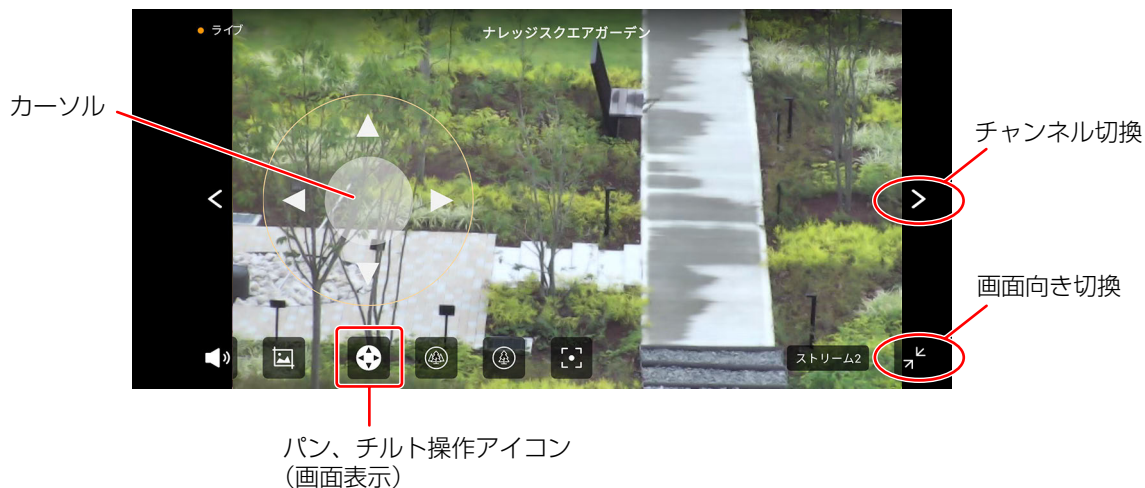 ライブ
ナレッジスクエアガーデン
カーソル
チャンネル切換
画面向き切換
ストリーム2
パン、チルト操作アイコン
(画面表示)